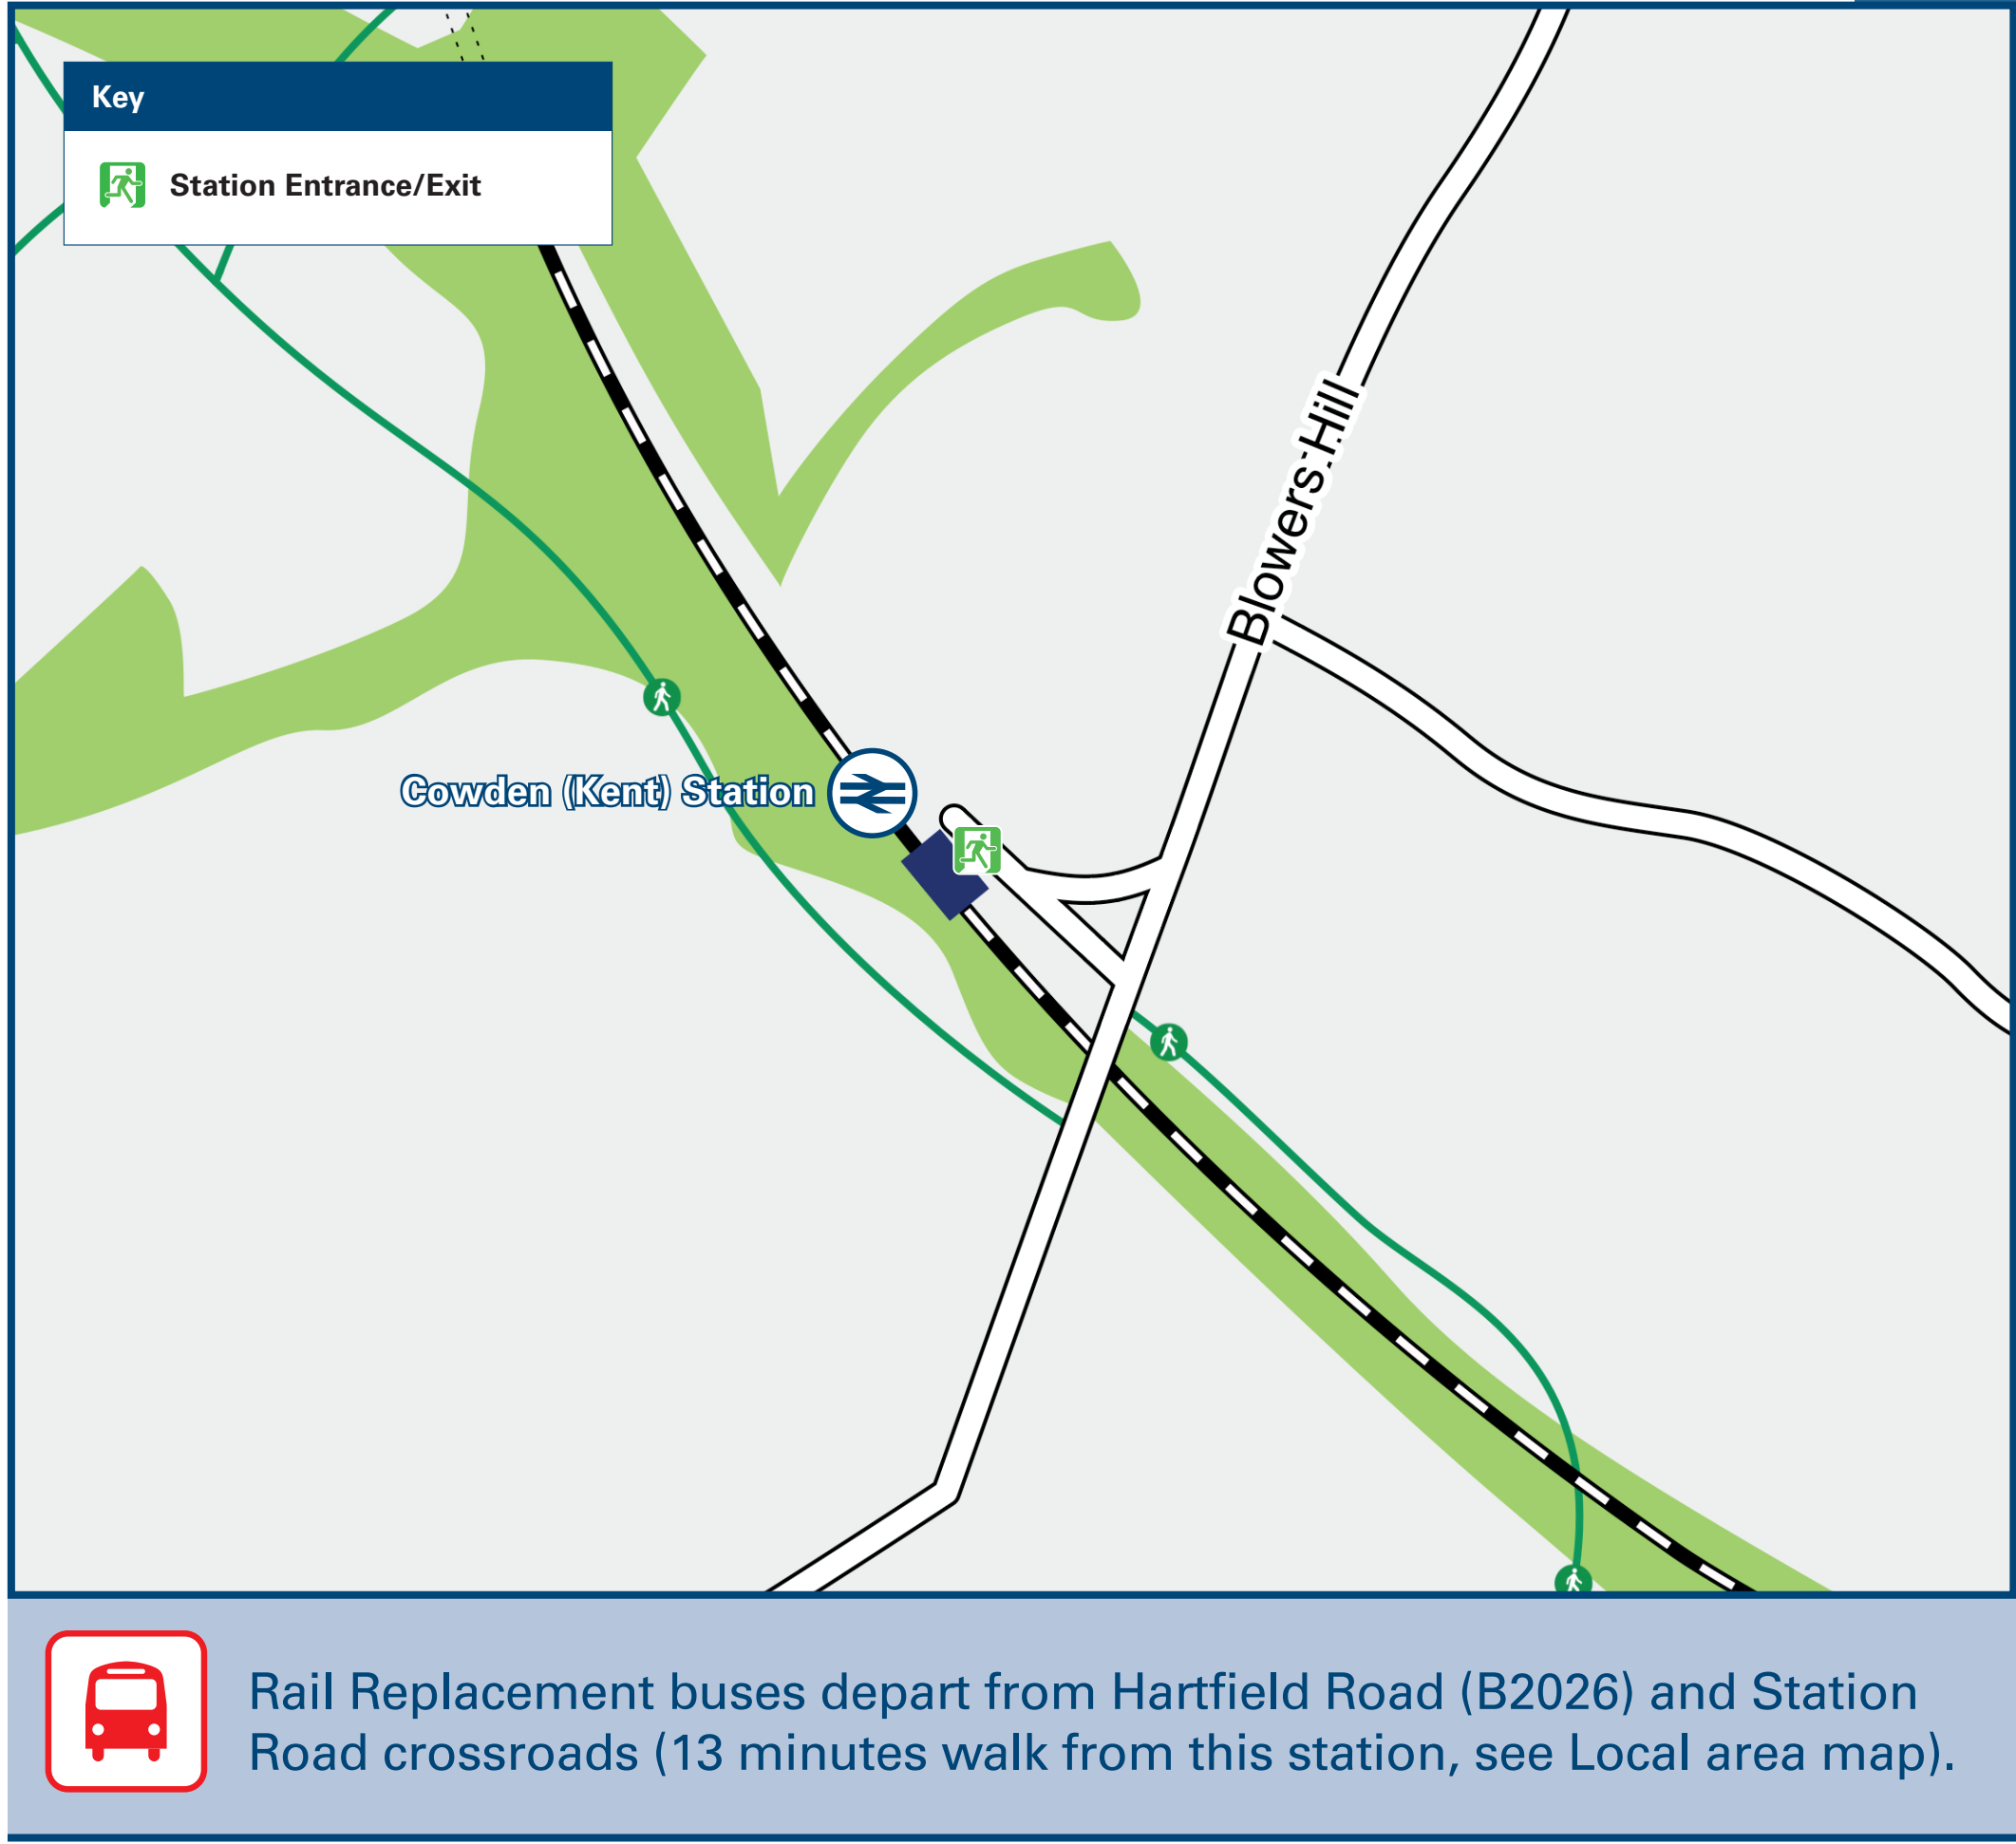 Key
Station Entrance/Exit
Blowers Hill
Cowden (Kent) Station
Rail Replacement buses depart from Hartfield Road (B2026) and Station
Road crossroads (13 minutes walk from this station, see Local area map).